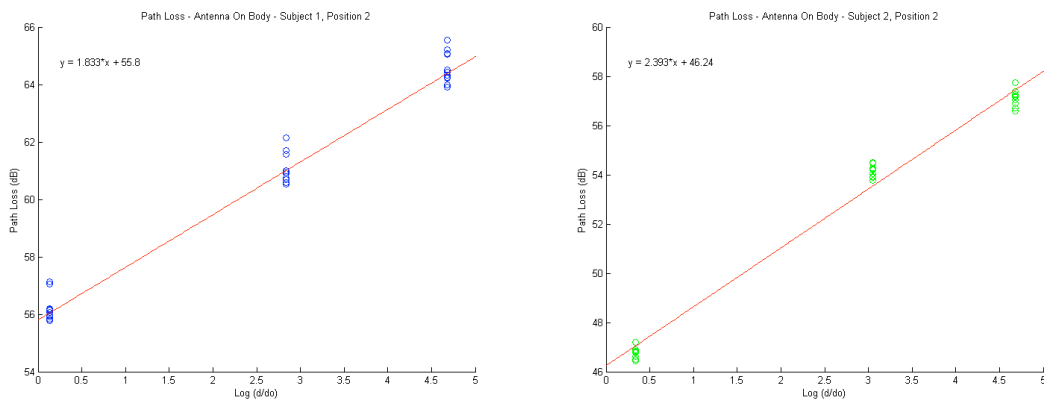 Path Loss - Antenna On Body - Subject 1, Position 2
66
64
62
60
58
56
54
y = 1.833*x + 55.8
Path Loss (dB)
0 0.5 1 1.5 2 2.5 3 3.5 4 4.5 5
Log (d/do)
Path Loss - Antenna On Body - Subject 2, Position 2
60
58
56
54
52
50
48
46
y = 2.393*x + 46.24
Path Loss (dB)
0 0.5 1 1.5 2 2.5 3 3.5 4 4.5 5
Log (d/do)